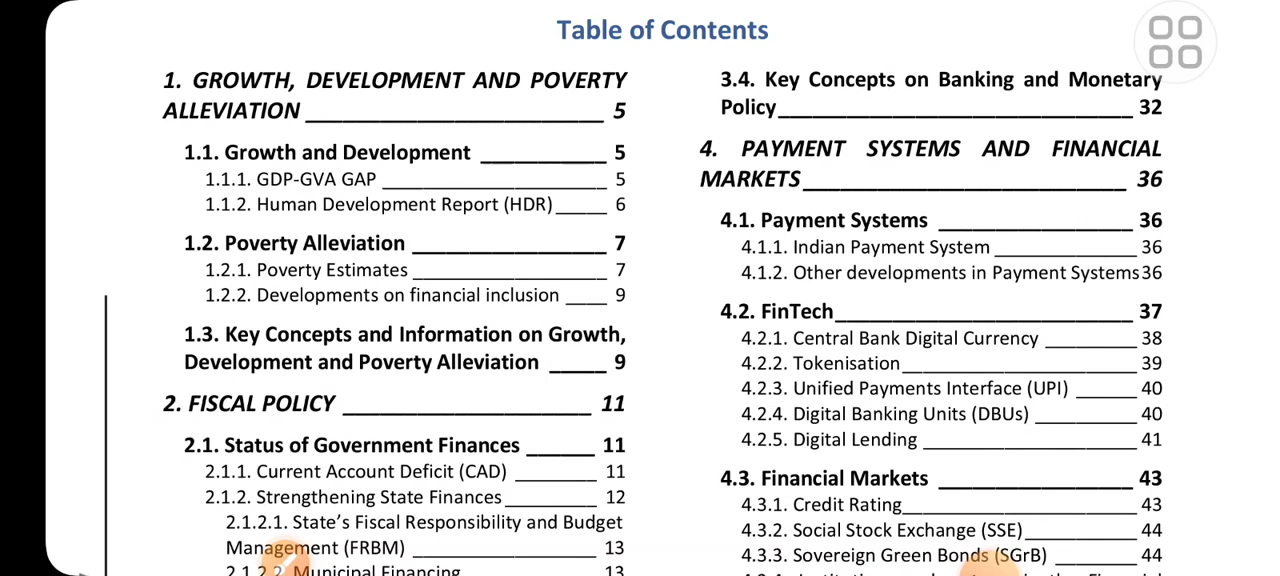 Table of Contents
1. GROWTH, DEVELOPMENT AND POVERTY
ALLEVIATION 5
1.1. Growth and Development 5
1.1.1. GDP-GVA GAP 5
1.1.2. Human Development Report (HDR) 6
1.2. Poverty Alleviation 7
1.2.1. Poverty Estimates 7
1.2.2. Developments on financial inclusion 9
1.3. Key Concepts and Information on Growth,
Development and Poverty Alleviation 9
2. FISCAL POLICY 11
2.1. Status of Government Finances 11
2.1.1. Current Account Deficit (CAD) 11
2.1.2. Strengthening State Finances 12
2.1.2.1. State's Fiscal Responsibility and Budget
Management (FRBM) 13
2.1.2.2. Municipal Financing 13
3.4. Key Concepts on Banking and Monetary
Policy 32
4. PAYMENT SYSTEMS AND FINANCIAL
MARKETS 36
4.1. Payment Systems 36
4.1.1. Indian Payment System 36
4.1.2. Other developments in Payment Systems 36
4.2. FinTech 37
4.2.1. Central Bank Digital Currency 38
4.2.2. Tokenisation 39
4.2.3. Unified Payments Interface (UPI) 40
4.2.4. Digital Banking Units (DBUs) 40
4.2.5. Digital Lending 41
4.3. Financial Markets 43
4.3.1. Credit Rating 43
4.3.2. Social Stock Exchange (SSE) 44
4.3.3. Sovereign Green Bonds (SGrB) 44